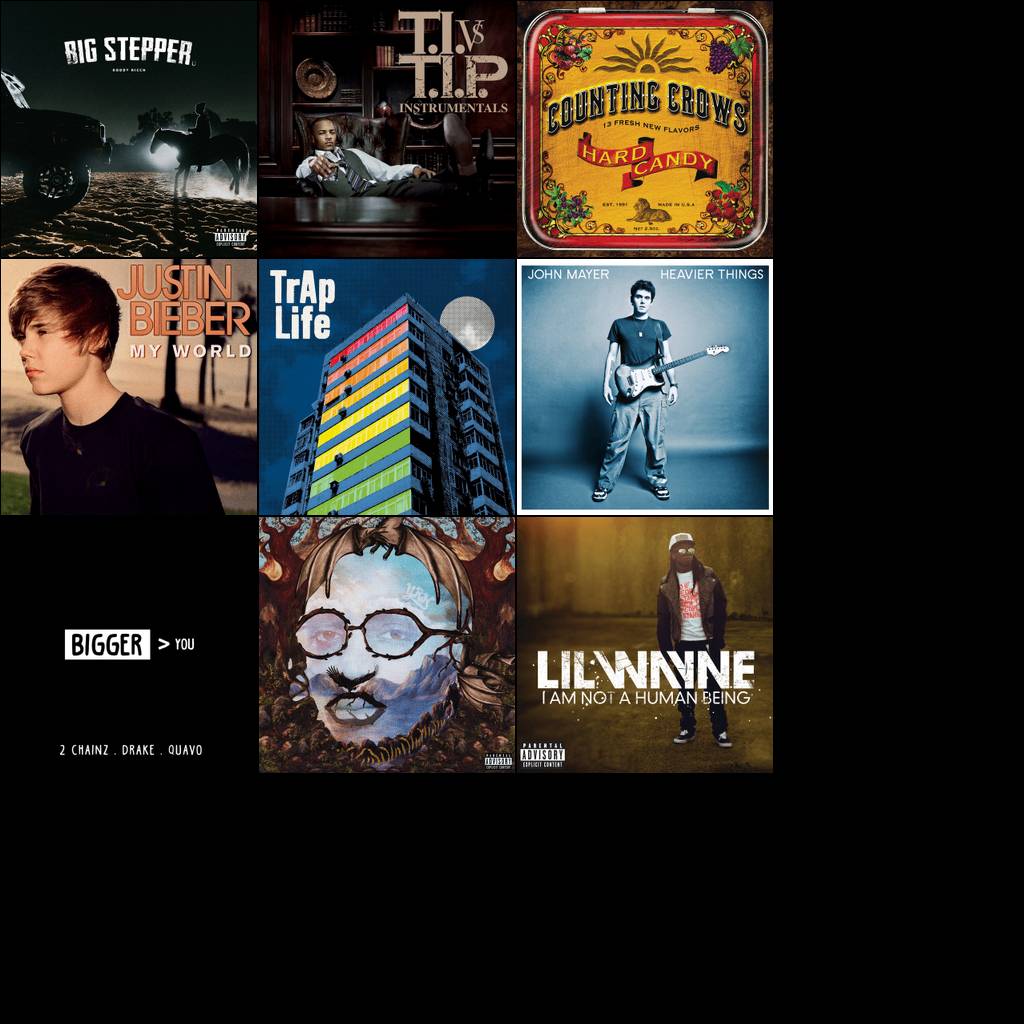 BIG STEPPER
RODDY RICCH
PARENTAL
ADVISORY
EXPLICIT CONTENT
T.I. VS
T.I.P.
INSTRUMENTALS
COUNTING CROWS
13 FRESH NEW FLAVORS
HARD CANDY
EST. 1991
MADE IN U.S.A
NET 2.5OZ.
JUSTIN
BIEBER
MY WORLD
TrAp
Life
JOHN MAYER
HEAVIER THINGS
BIGGER > YOU
2 CHAINZ . DRAKE . QUAVO
PARENTAL
ADVISORY
EXPLICIT CONTENT
LIL WAYNE
I AM NOT A HUMAN BEING
PARENTAL
ADVISORY
EXPLICIT CONTENT